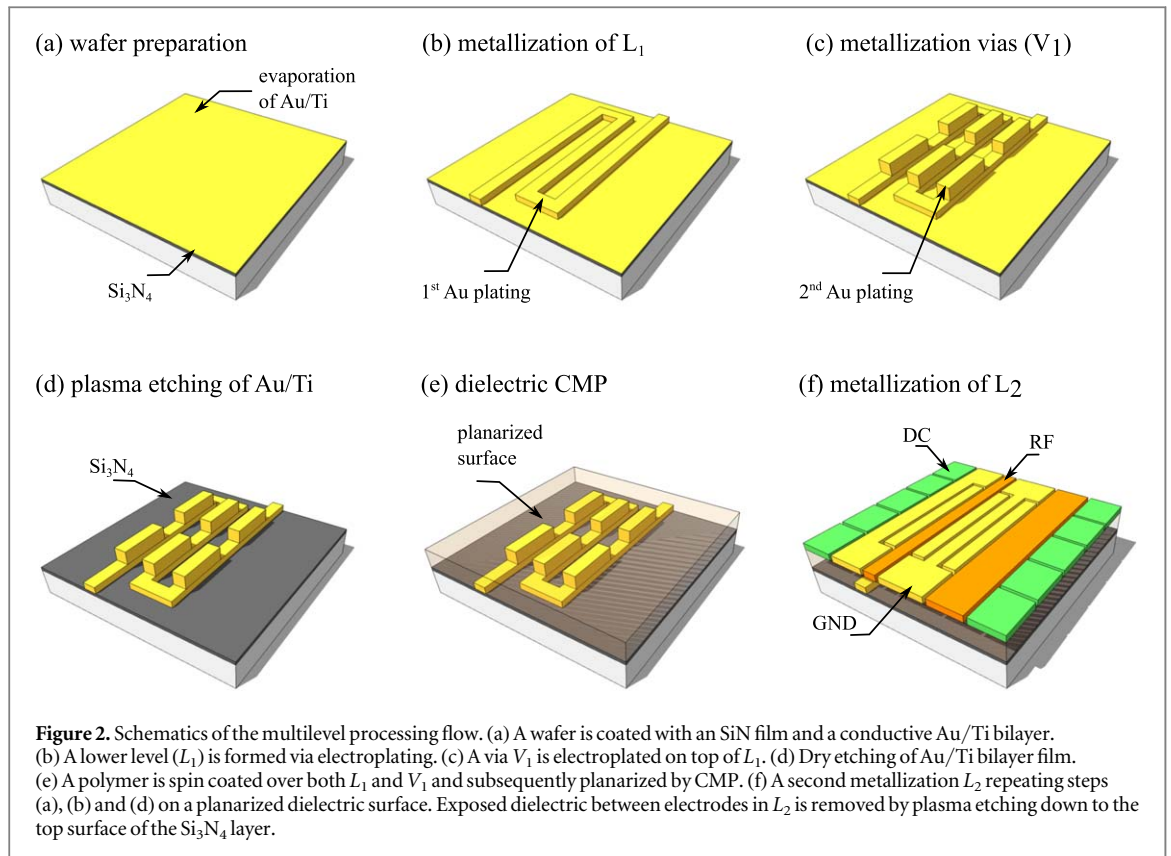 (a) wafer preparation
evaporation
of Au/Ti
Si₃N₄
(b) metallization of L₁
1ˢᵗ Au plating
(c) metallization vias (V₁)
2ⁿᵈ Au plating
(d) plasma etching of Au/Ti
Si₃N₄
(e) dielectric CMP
planarized
surface
(f) metallization of L₂
DC
RF
GND
Figure 2. Schematics of the multilevel processing flow. (a) A wafer is coated with an SiN film and a conductive Au/Ti bilayer.
(b) A lower level (L₁) is formed via electroplating. (c) A via V₁ is electroplated on top of L₁. (d) Dry etching of Au/Ti bilayer film.
(e) A polymer is spin coated over both L₁ and V₁ and subsequently planarized by CMP. (f) A second metallization L₂ repeating steps
(a), (b) and (d) on a planarized dielectric surface. Exposed dielectric between electrodes in L₂ is removed by plasma etching down to the
top surface of the Si₃N₄ layer.